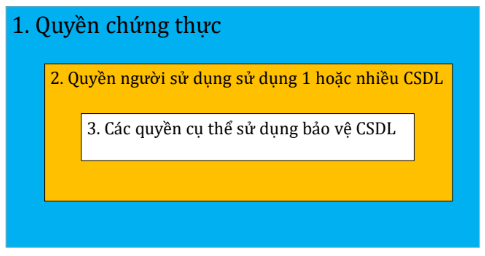 1. Quyền chứng thực
2. Quyền người sử dụng sử dụng 1 hoặc nhiều CSDL
3. Các quyền cụ thể sử dụng bảo vệ CSDL